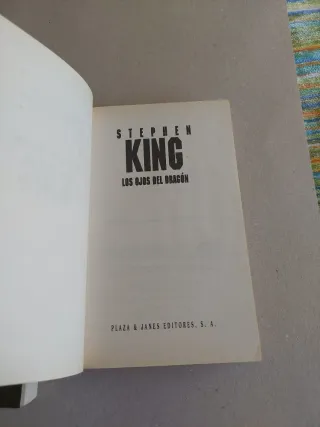 STEPHEN
KING
LOS OJOS DEL DRAGÓN
PLAZA & JANES EDITORES, S. A.